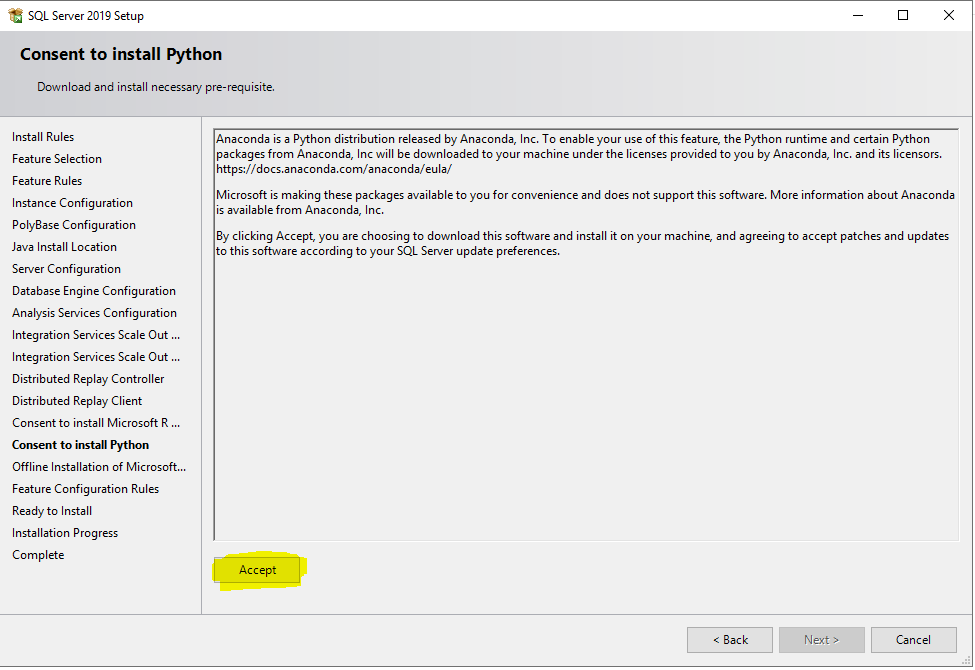 SQL Server 2019 Setup
Consent to install Python
Download and install necessary pre-requisite.
Install Rules
Feature Selection
Feature Rules
Instance Configuration
PolyBase Configuration
Java Install Location
Server Configuration
Database Engine Configuration
Analysis Services Configuration
Integration Services Scale Out ...
Integration Services Scale Out ...
Distributed Replay Controller
Distributed Replay Client
Consent to install Microsoft R ...
Consent to install Python
Offline Installation of Microsoft...
Feature Configuration Rules
Ready to Install
Installation Progress
Complete
Anaconda is a Python distribution released by Anaconda, Inc. To enable your use of this feature, the Python runtime and certain Python
packages from Anaconda, Inc will be downloaded to your machine under the licenses provided to you by Anaconda, Inc. and its licensors.
https://docs.anaconda.com/anaconda/eula/
Microsoft is making these packages available to you for convenience and does not support this software. More information about Anaconda
is available from Anaconda, Inc.
By clicking Accept, you are choosing to download this software and install it on your machine, and agreeing to accept patches and updates
to this software according to your SQL Server update preferences.
Accept
< Back
Next >
Cancel